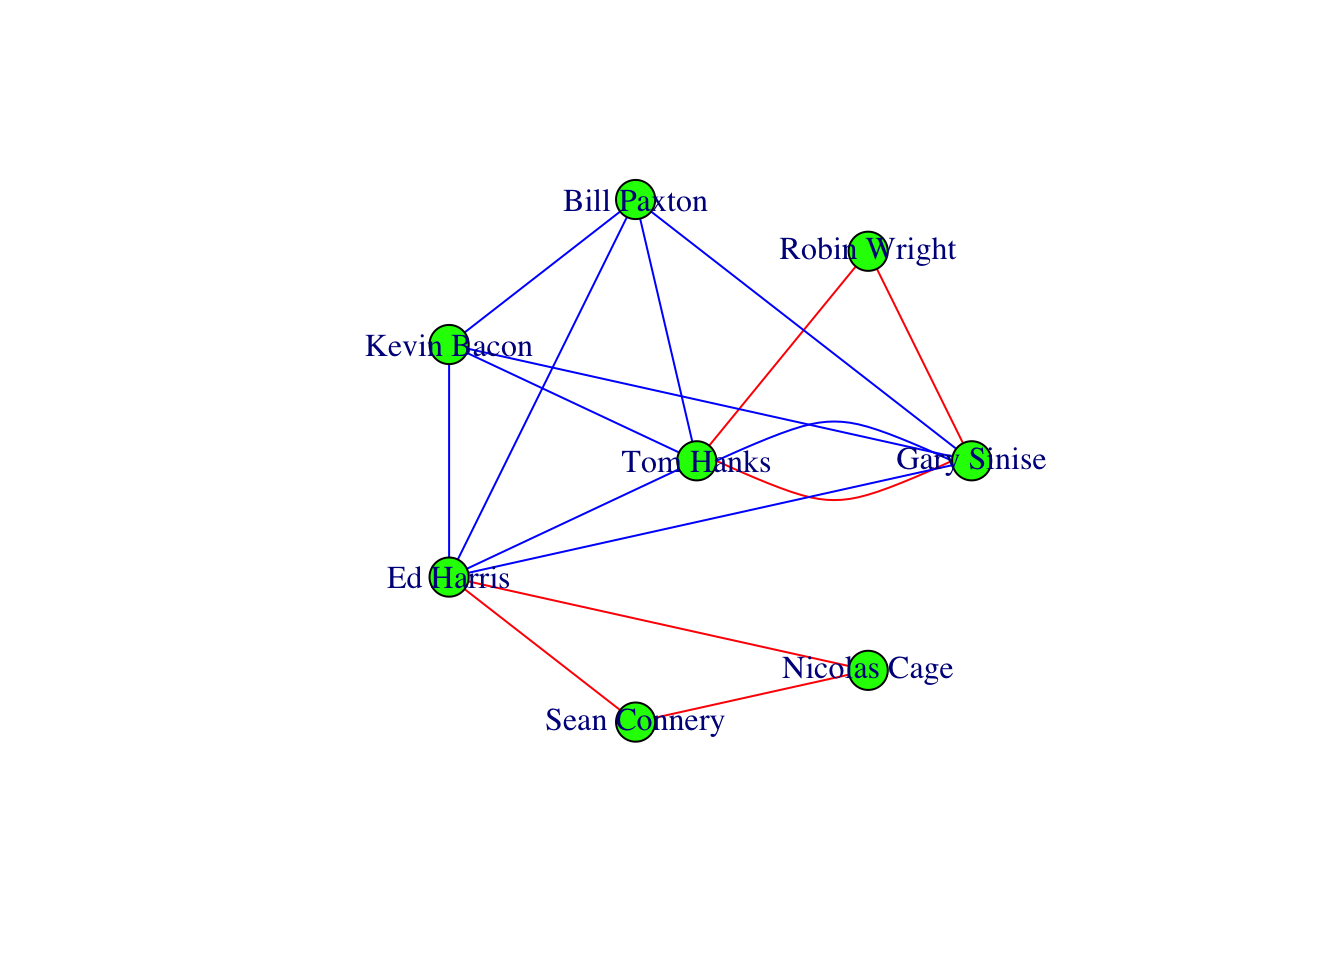 Bill Paxton
Robin Wright
Kevin Bacon
Tom Hanks
Gary Sinise
Ed Harris
Nicolas Cage
Sean Connery